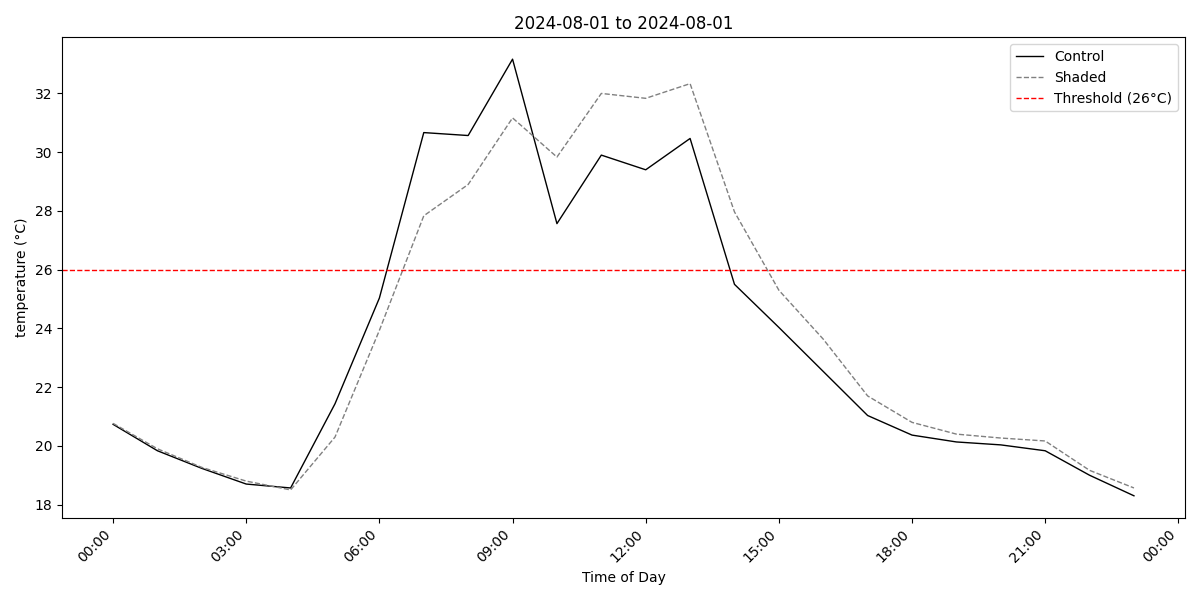 2024-08-01 to 2024-08-01
Control
Shaded
Threshold (26°C)
temperature (°C)
32
30
28
26
24
22
20
18
00:00
03:00
06:00
09:00
12:00
15:00
18:00
21:00
00:00
Time of Day